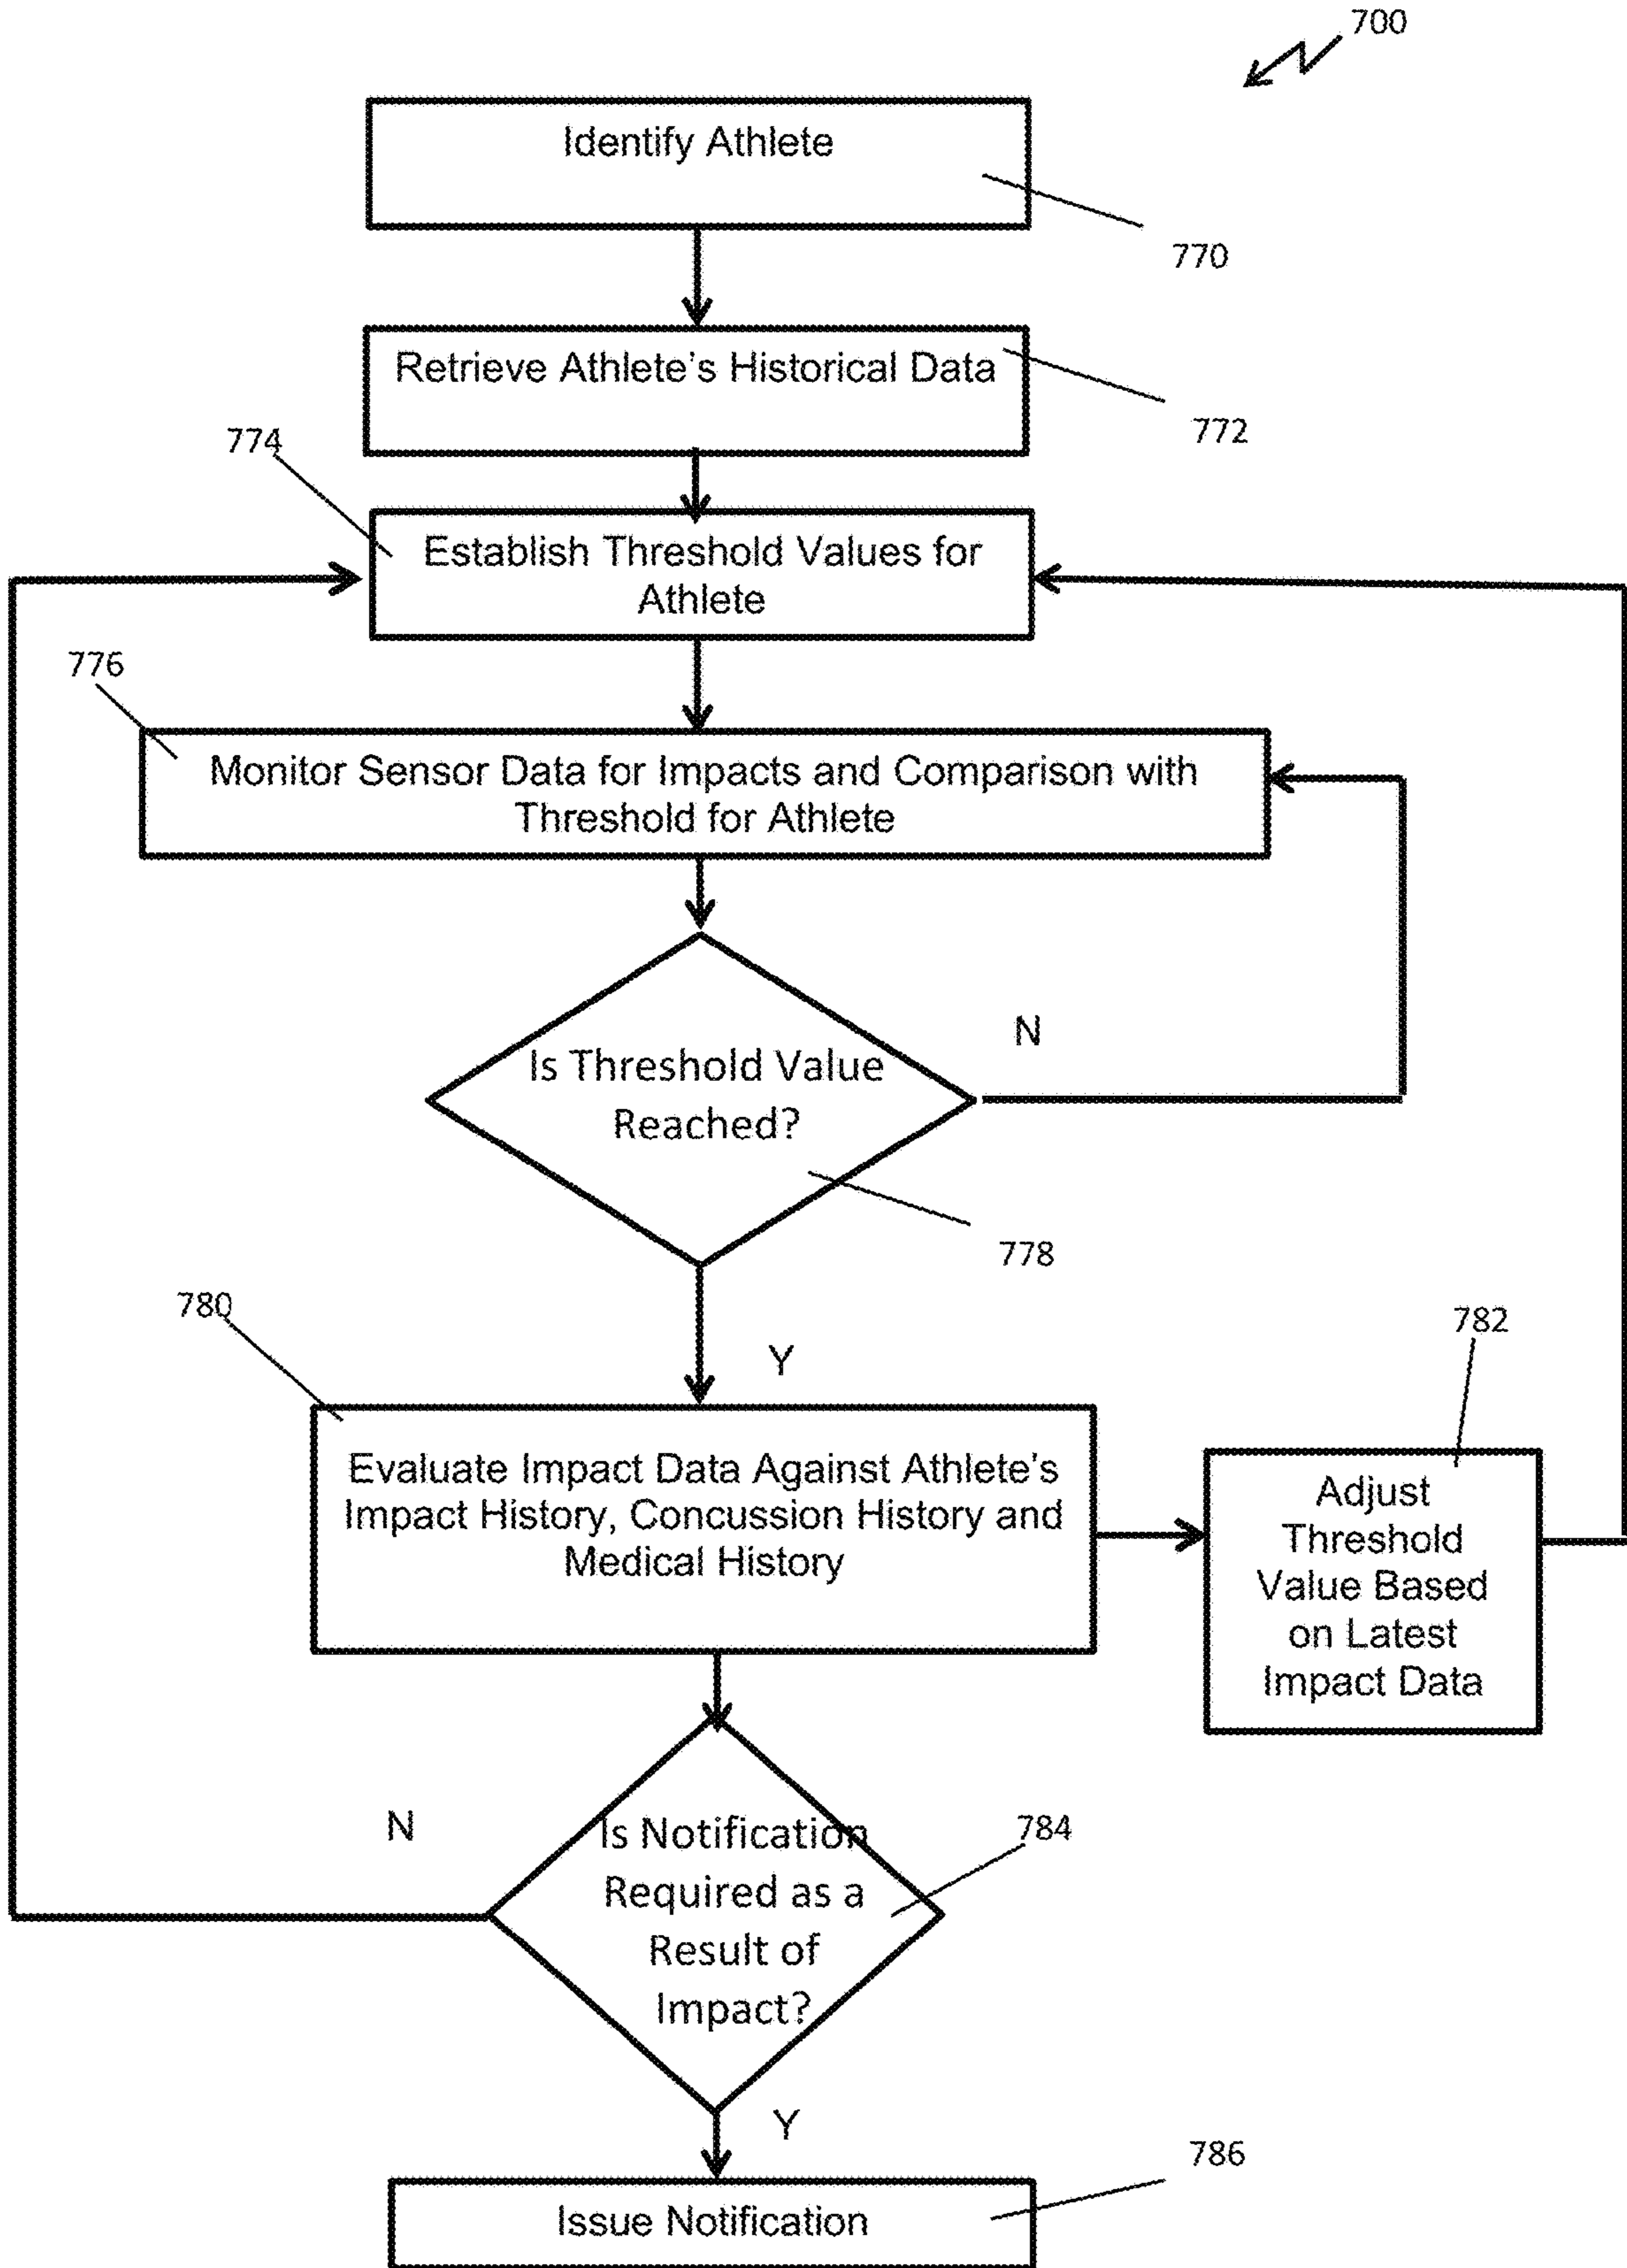 700
Identify Athlete
770
Retrieve Athlete's Historical Data
772
774
Establish Threshold Values for
Athlete
776
Monitor Sensor Data for Impacts and Comparison with
Threshold for Athlete
N
Is Threshold Value
Reached?
778
Y
780
782
Evaluate Impact Data Against Athlete's
Impact History, Concussion History and
Medical History
Adjust
Threshold
Value Based
on Latest
Impact Data
N
784
Is Notification
Required as a
Result of
Impact?
Y
786
Issue Notification